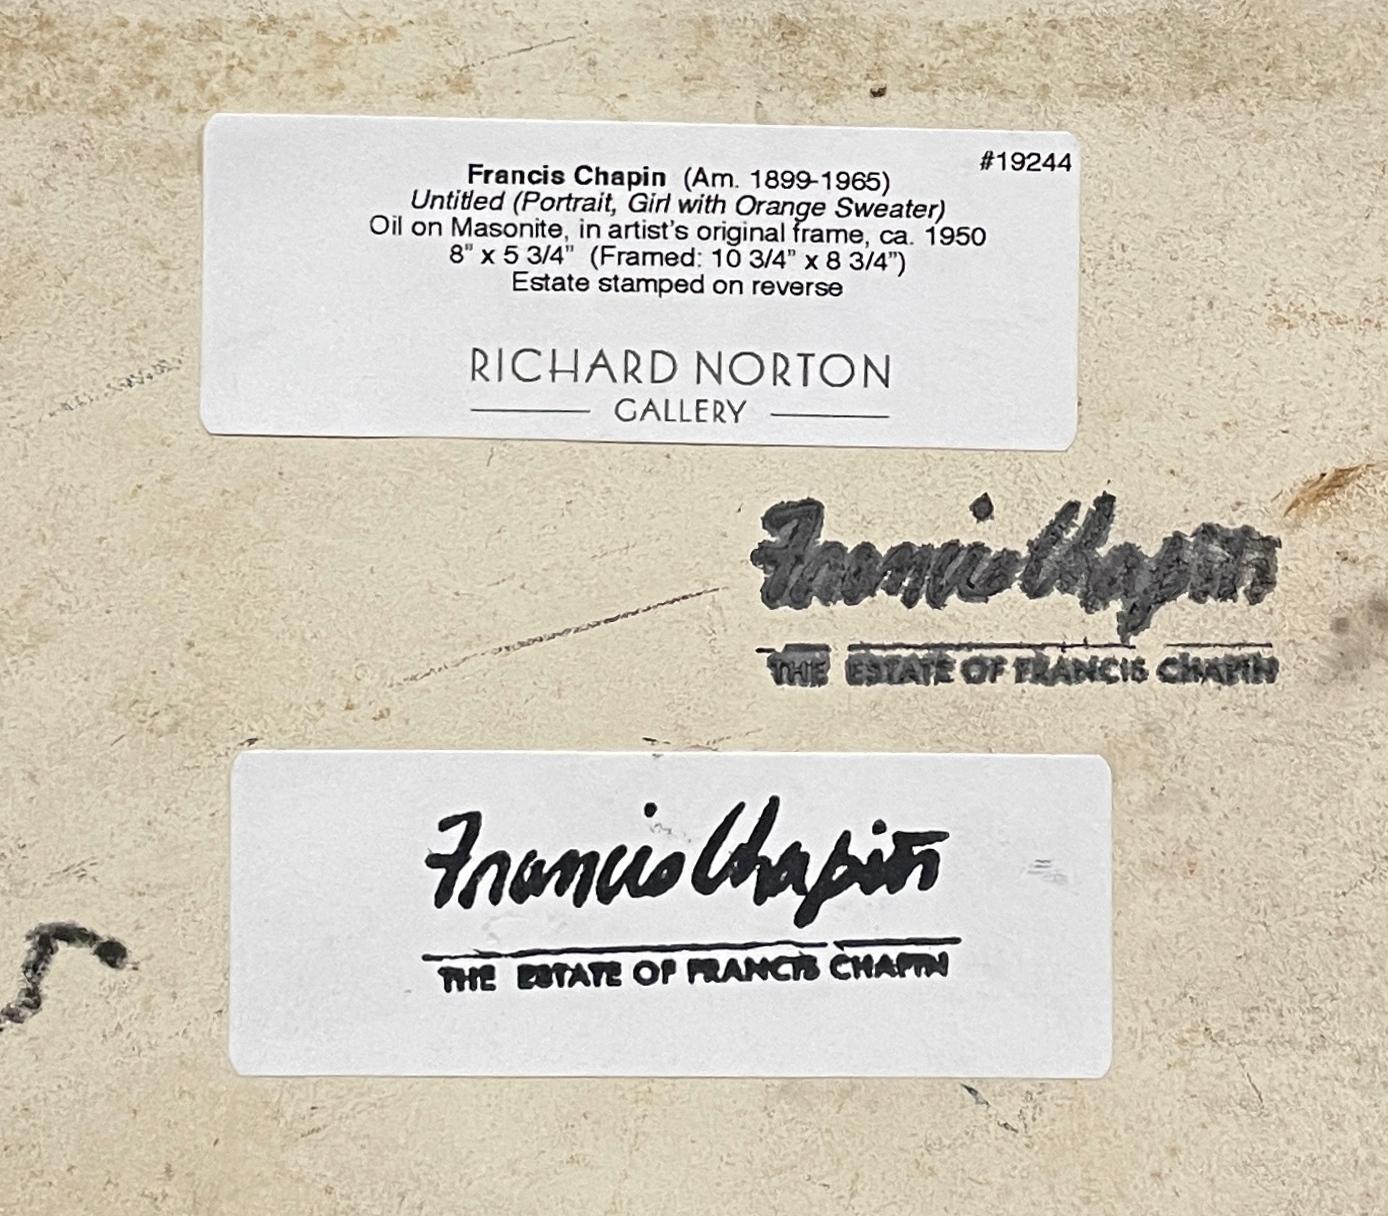 #19244
Francis Chapin (Am. 1899-1965)
Untitled (Portrait, Girl with Orange Sweater)
Oil on Masonite, in artist's original frame, ca. 1950
8" x 5 3/4" (Framed: 10 3/4" x 8 3/4")
Estate stamped on reverse
RICHARD NORTON
GALLERY
Francis Chapin
THE ESTATE OF FRANCIS CHAPIN
Francis Chapin
THE ESTATE OF FRANCIS CHAPIN